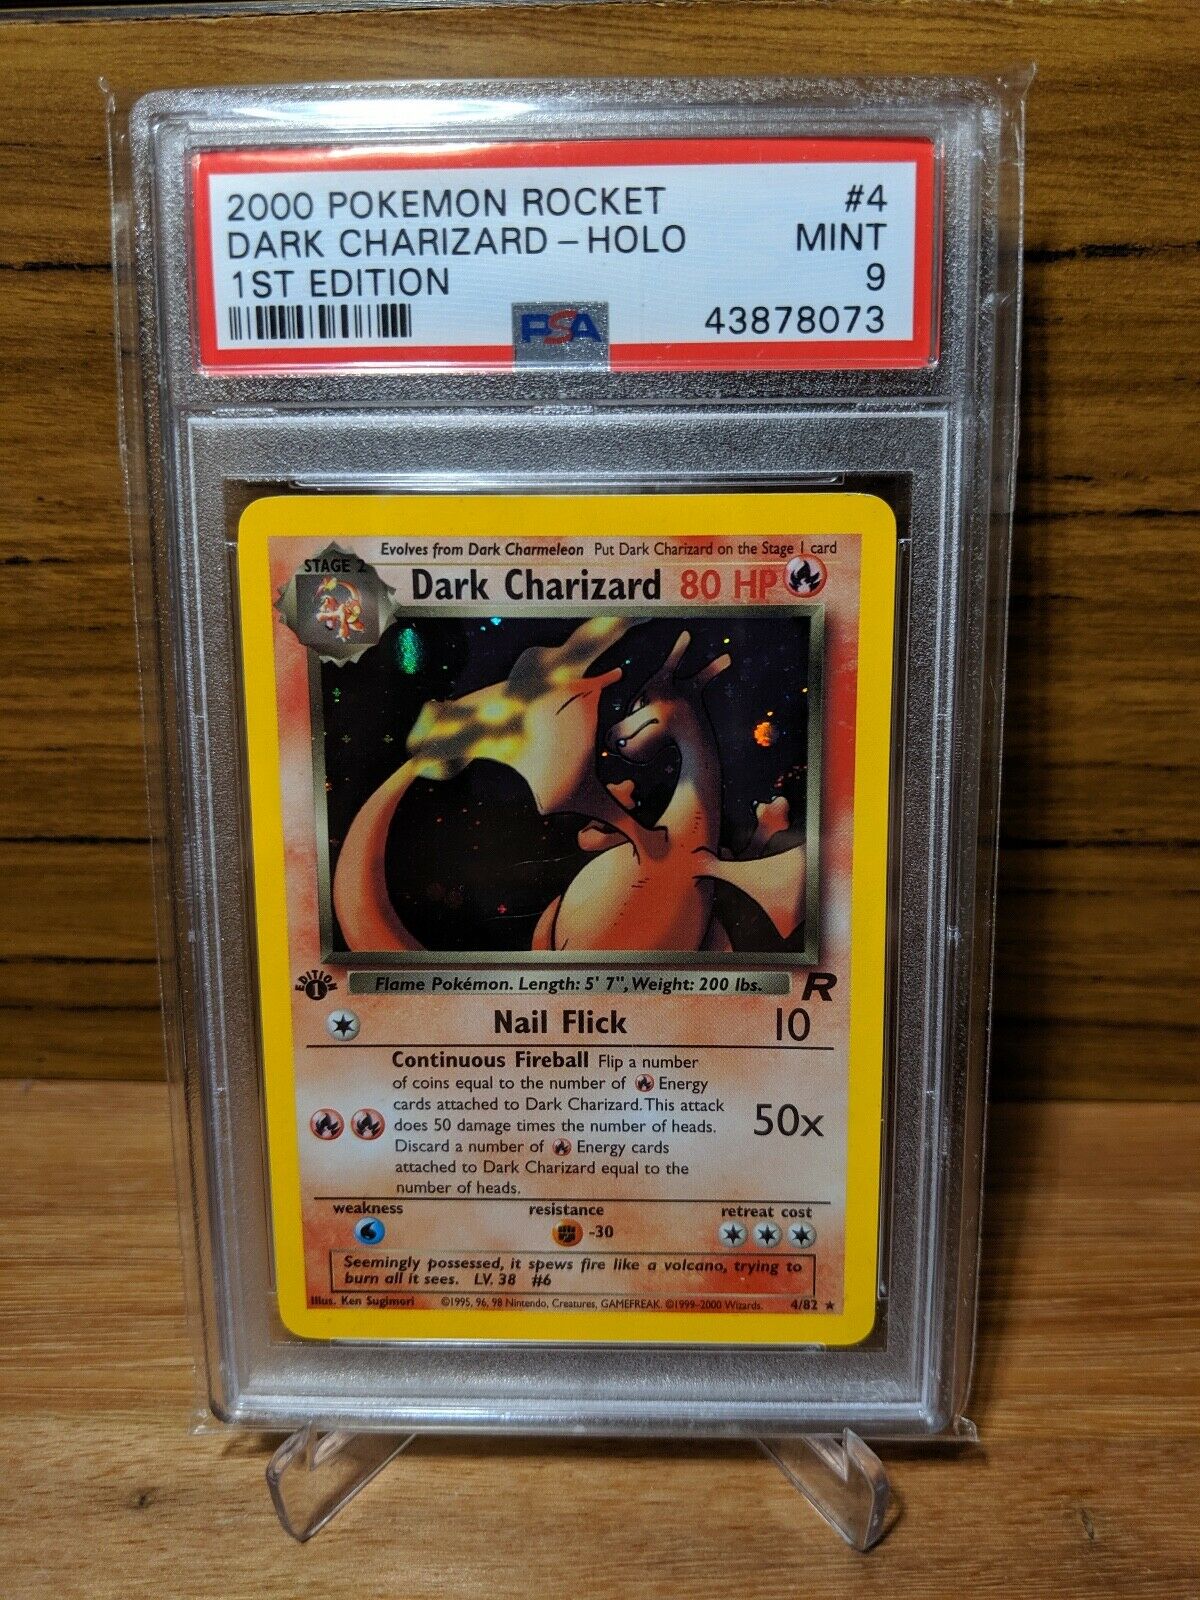 2000 POKEMON ROCKET #4
DARK CHARIZARD - HOLO MINT
1ST EDITION 9
PSA 43878073
Evolves from Dark Charmeleon Put Dark Charizard on the Stage 1 card
STAGE 2
Dark Charizard 80 HP
EDITION 1
Flame Pokémon. Length: 5' 7", Weight: 200 lbs. R
Nail Flick 10
Continuous Fireball Flip a number
of coins equal to the number of Energy
cards attached to Dark Charizard. This attack
does 50 damage times the number of heads.
Discard a number of Energy cards
attached to Dark Charizard equal to the
number of heads.
50x
weakness resistance retreat cost
-30
Seemingly possessed, it spews fire like a volcano, trying to
burn all it sees. LV. 38 #6
Illus. Ken Sugimori ©1995, 96, 98 Nintendo, Creatures, GAMEFREAK. ©1999-2000 Wizards. 4/82 ★